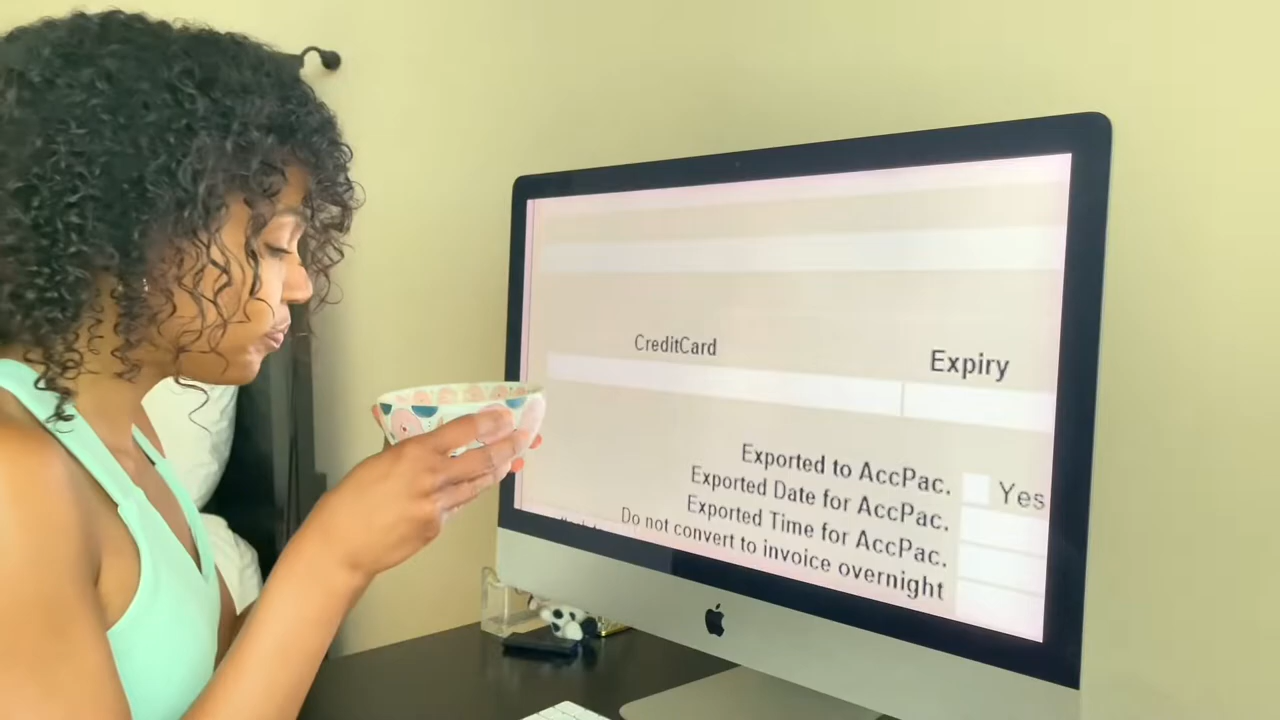 CreditCard
Expiry
Exported to AccPac.
Yes
Exported Date for AccPac.
Exported Time for AccPac.
Do not convert to invoice overnight